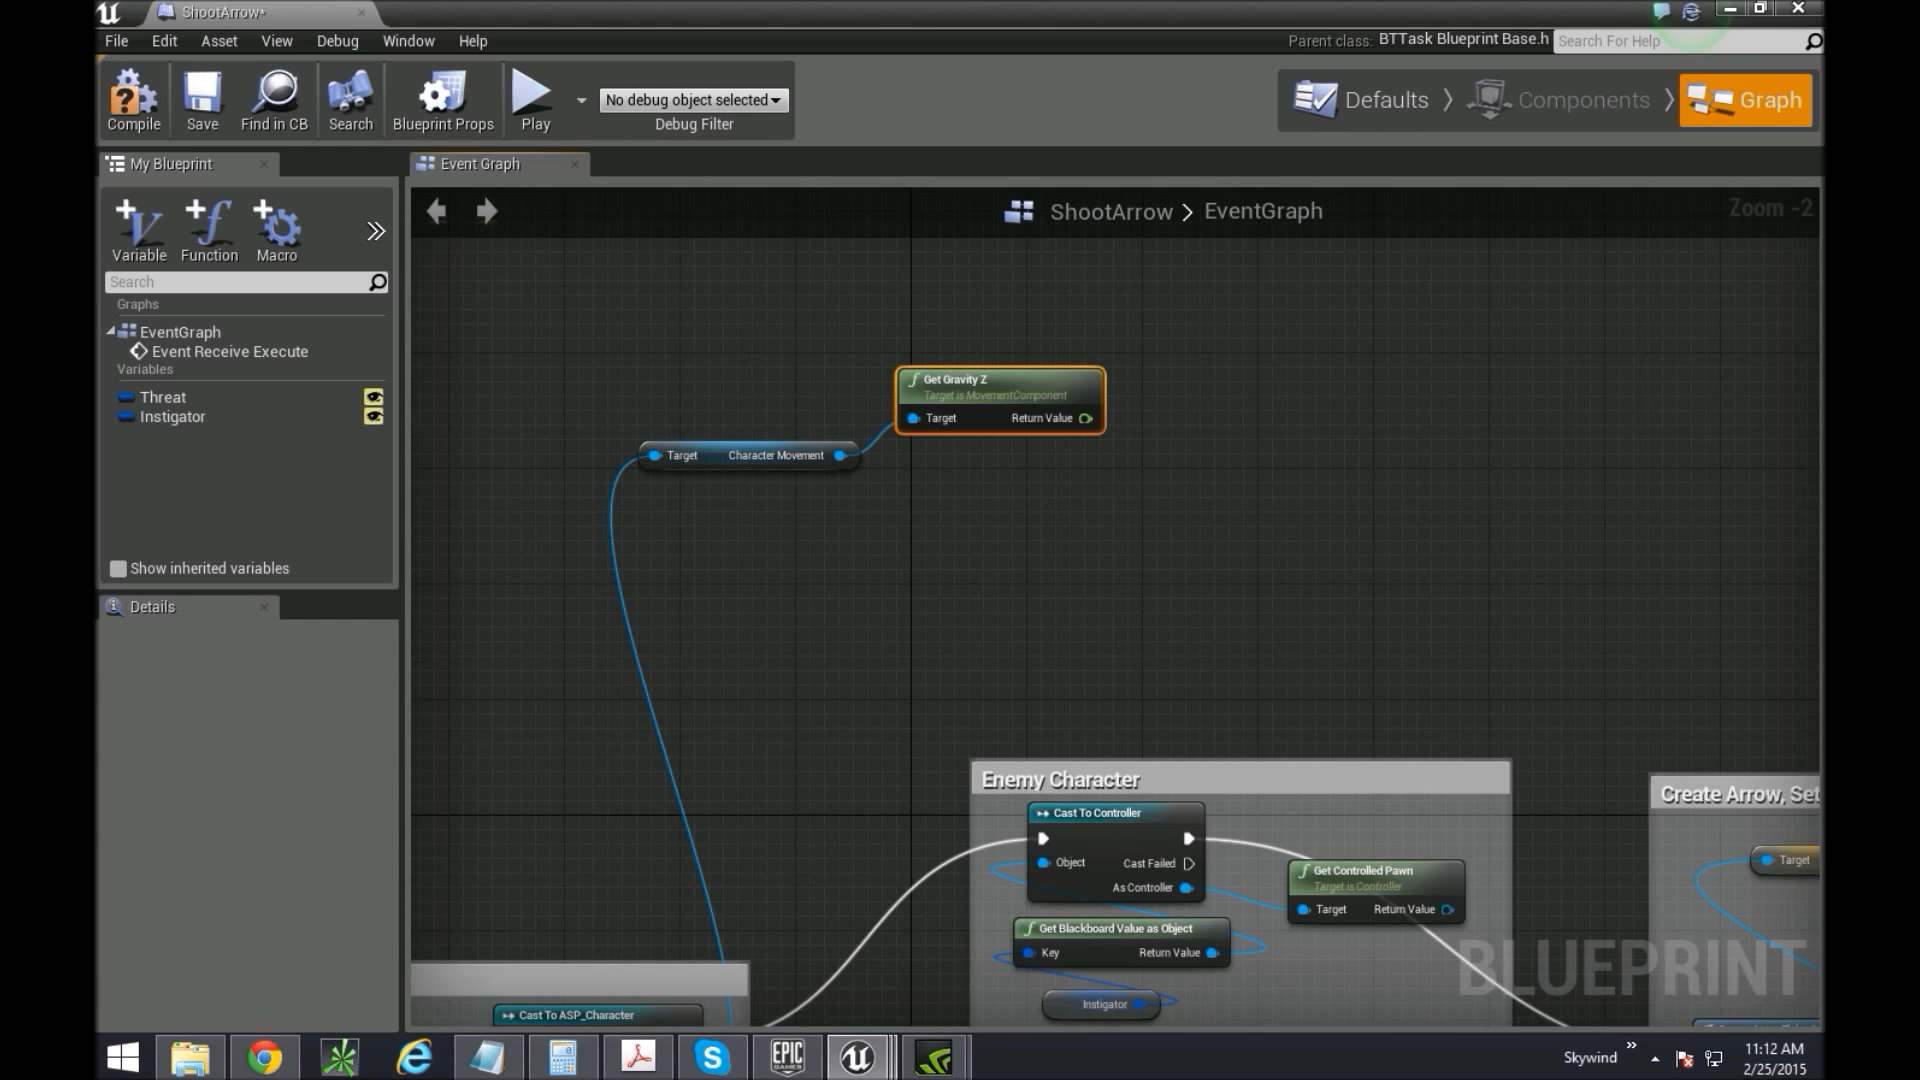 ShootArrow*
File Edit Asset View Debug Window Help
Parent class: BTTask Blueprint Base.h Search For Help
Compile Save Find in CB Search Blueprint Props Play
No debug object selected
Debug Filter
Defaults Components Graph
My Blueprint
Event Graph
ShootArrow > EventGraph
Zoom -2
Variable Function Macro
Search
Graphs
EventGraph
Event Receive Execute
Variables
Threat
Instigator
Show inherited variables
Details
Get Gravity Z
Target is MovementComponent
Target Return Value
Target Character Movement
Enemy Character
Cast To Controller
Object Cast Failed
As Controller
Get Controlled Pawn
Target is Controller
Target Return Value
Get Blackboard Value as Object
Key Return Value
Instigator
Create Arrow, Set
Target
BLUEPRINT
Cast To ASP_Character
EPIC
GAMES
Skywind
11:12 AM
2/25/2015